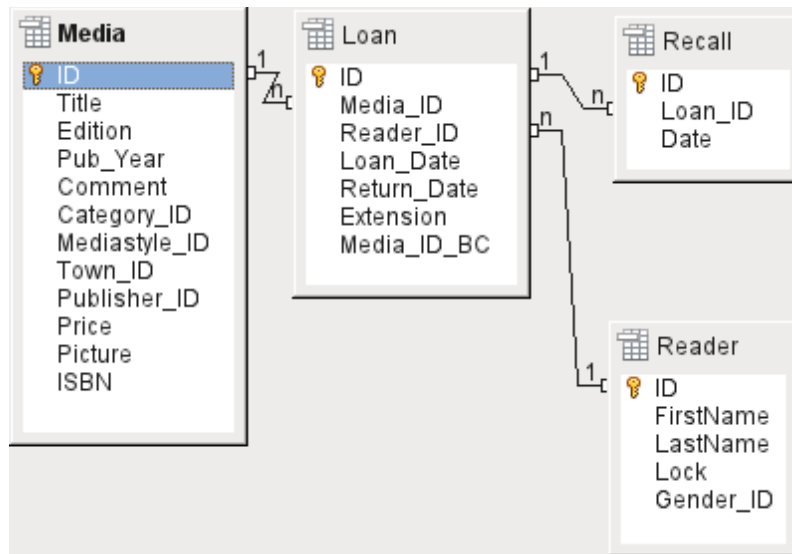 Media
ID
Title
Edition
Pub_Year
Comment
Category_ID
Mediastyle_ID
Town_ID
Publisher_ID
Price
Picture
ISBN
1
n
Loan
ID
Media_ID
Reader_ID
Loan_Date
Return_Date
Extension
Media_ID_BC
1
n
n
1
Recall
ID
Loan_ID
Date
Reader
ID
FirstName
LastName
Lock
Gender_ID